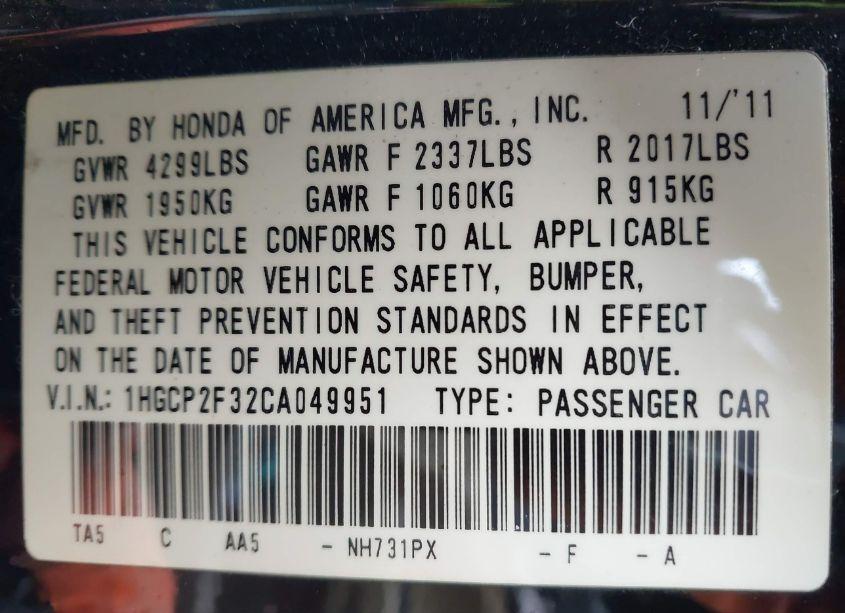 MFD. BY HONDA OF AMERICA MFG., INC. 11/'11
GVWR 4299LBS GAWR F 2337LBS R 2017LBS
GVWR 1950KG GAWR F 1060KG R 915KG
THIS VEHICLE CONFORMS TO ALL APPLICABLE
FEDERAL MOTOR VEHICLE SAFETY, BUMPER,
AND THEFT PREVENTION STANDARDS IN EFFECT
ON THE DATE OF MANUFACTURE SHOWN ABOVE.
V.I.N.: 1HGCP2F32CA049951 TYPE: PASSENGER CAR
TA5 C AA5 - NH731PX - F - A